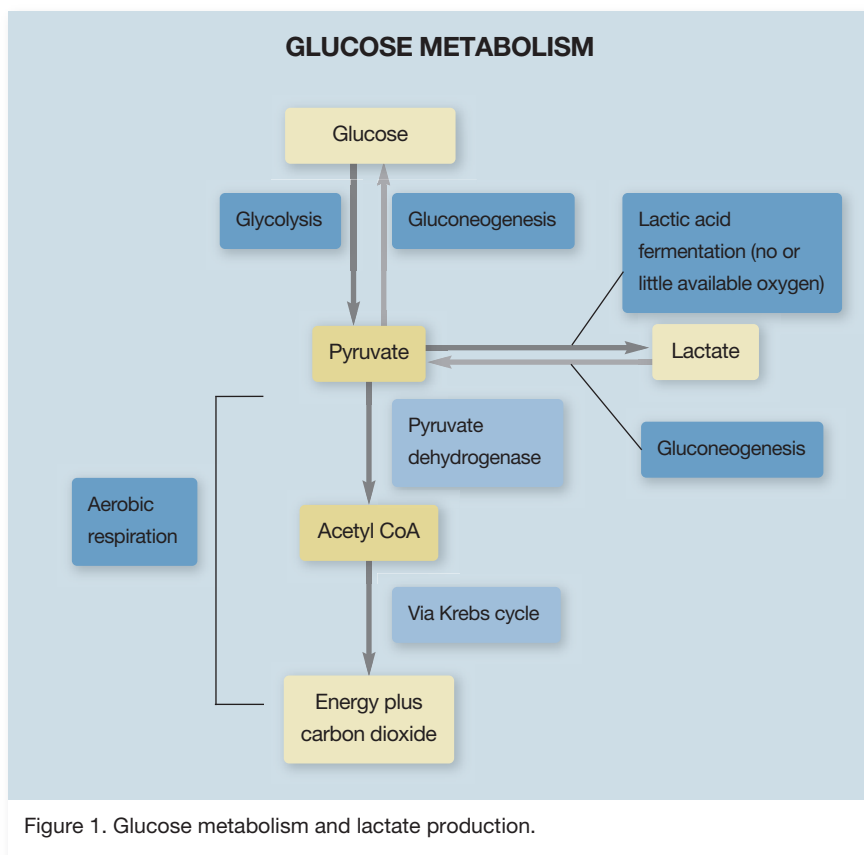 GLUCOSE METABOLISM
Glucose
Glycolysis
Gluconeogenesis
Lactic acid
fermentation (no or
little available oxygen)
Pyruvate
Lactate
Pyruvate
dehydrogenase
Gluconeogenesis
Aerobic
respiration
Acetyl CoA
Via Krebs cycle
Energy plus
carbon dioxide
Figure 1. Glucose metabolism and lactate production.